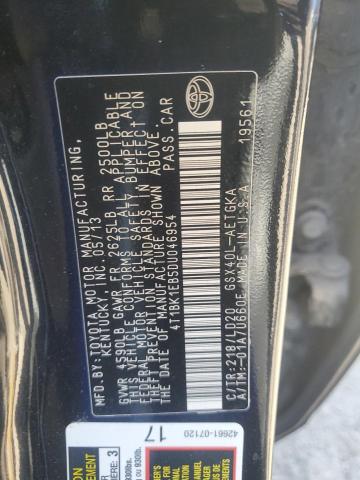 MFD. BY:
TOYOTA MOTOR MANUFACTURING,
KENTUCKY, INC. 05/13
GVWR 4590LB GAWR FR 2625LB RR 2500LB
THIS VEHICLE CONFORMS TO ALL APPLICABLE
FEDERAL MOTOR VEHICLE SAFETY, BUMPER, AND
THEFT PREVENTION STANDARDS IN EFFECT ON
THE DATE OF MANUFACTURE SHOWN ABOVE.
4T1BK1EB5DU046954 PASS.CAR
TOYOTA
C/TR:218/LD20 GSX40L-AETGKA
A/TM:-01A/U660E MADE IN U.S.A 19561
42661-07120
17